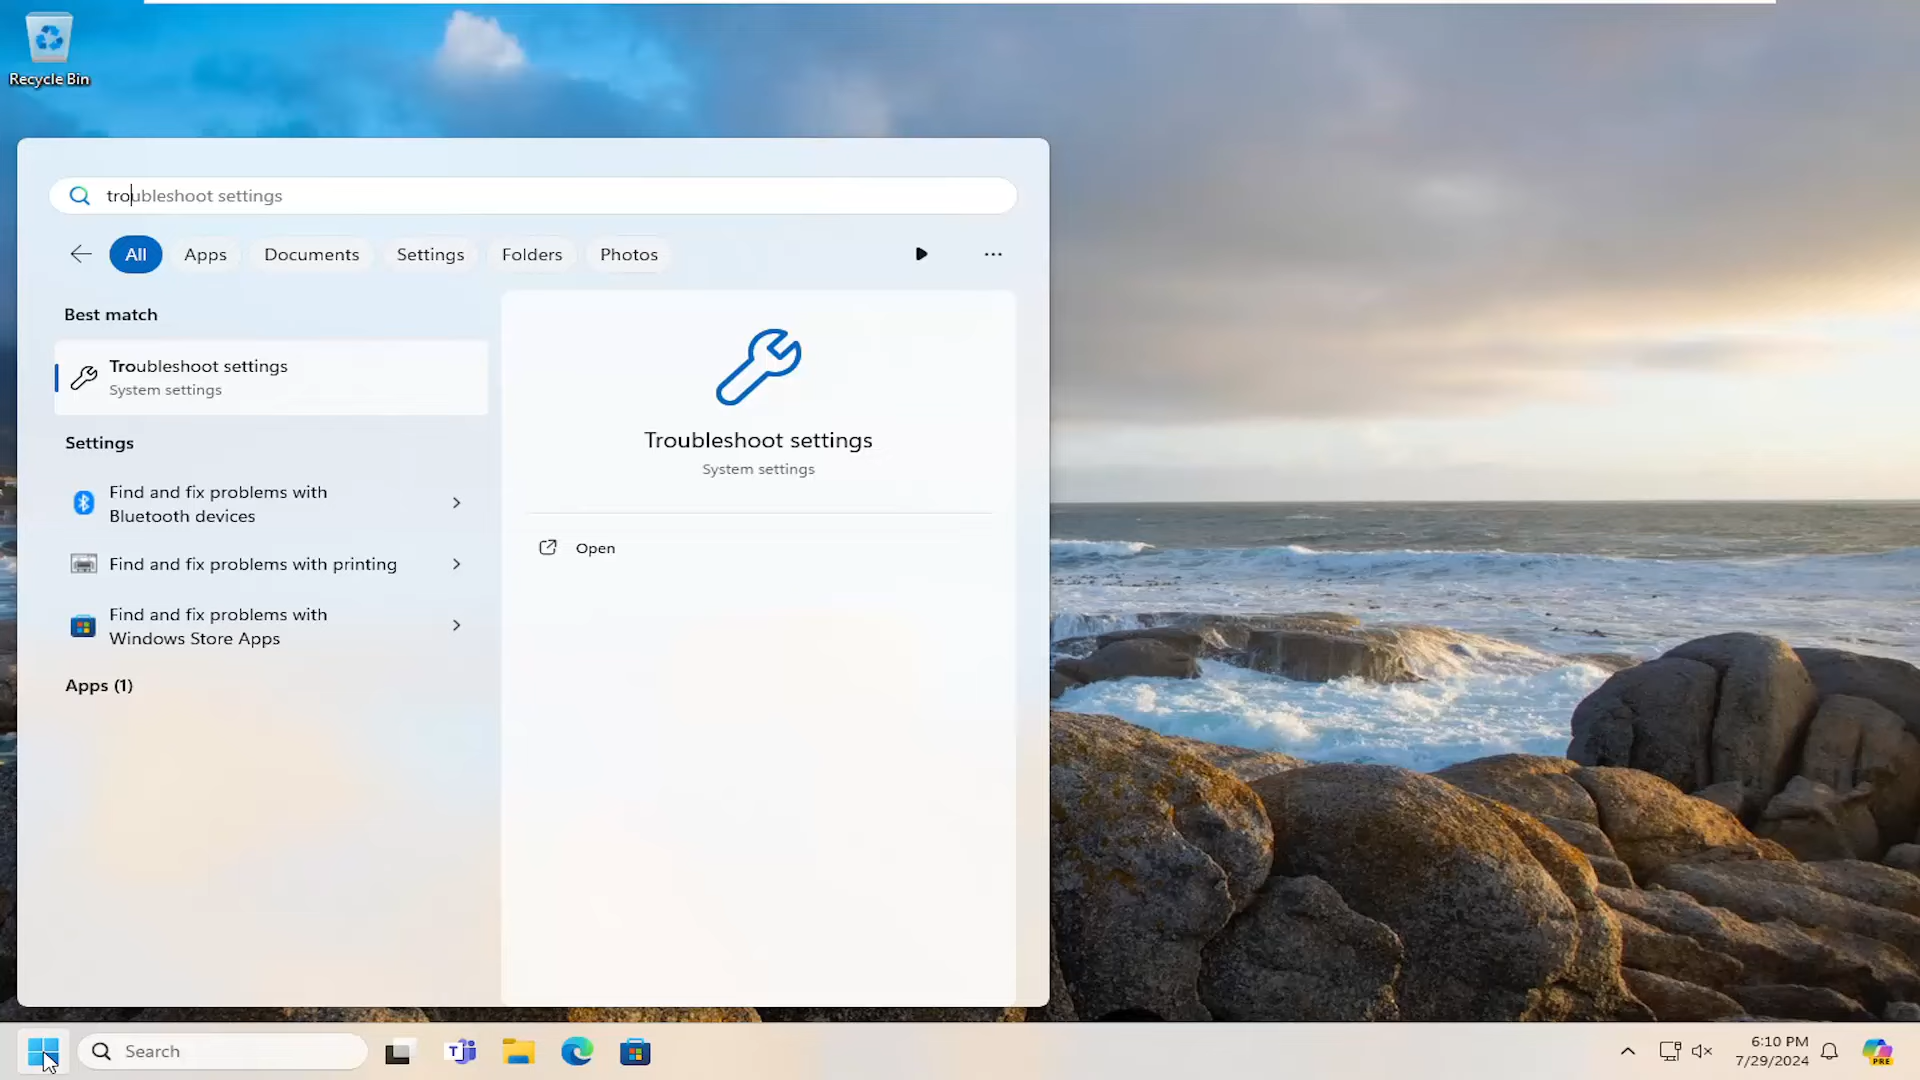 Recycle Bin
troubleshoot settings
All
Apps
Documents
Settings
Folders
Photos
Best match
Troubleshoot settings
System settings
Settings
Find and fix problems with
Bluetooth devices
Find and fix problems with printing
Find and fix problems with
Windows Store Apps
Apps (1)
Troubleshoot settings
System settings
Open
Search
T
6:10 PM
7/29/2024
PRE